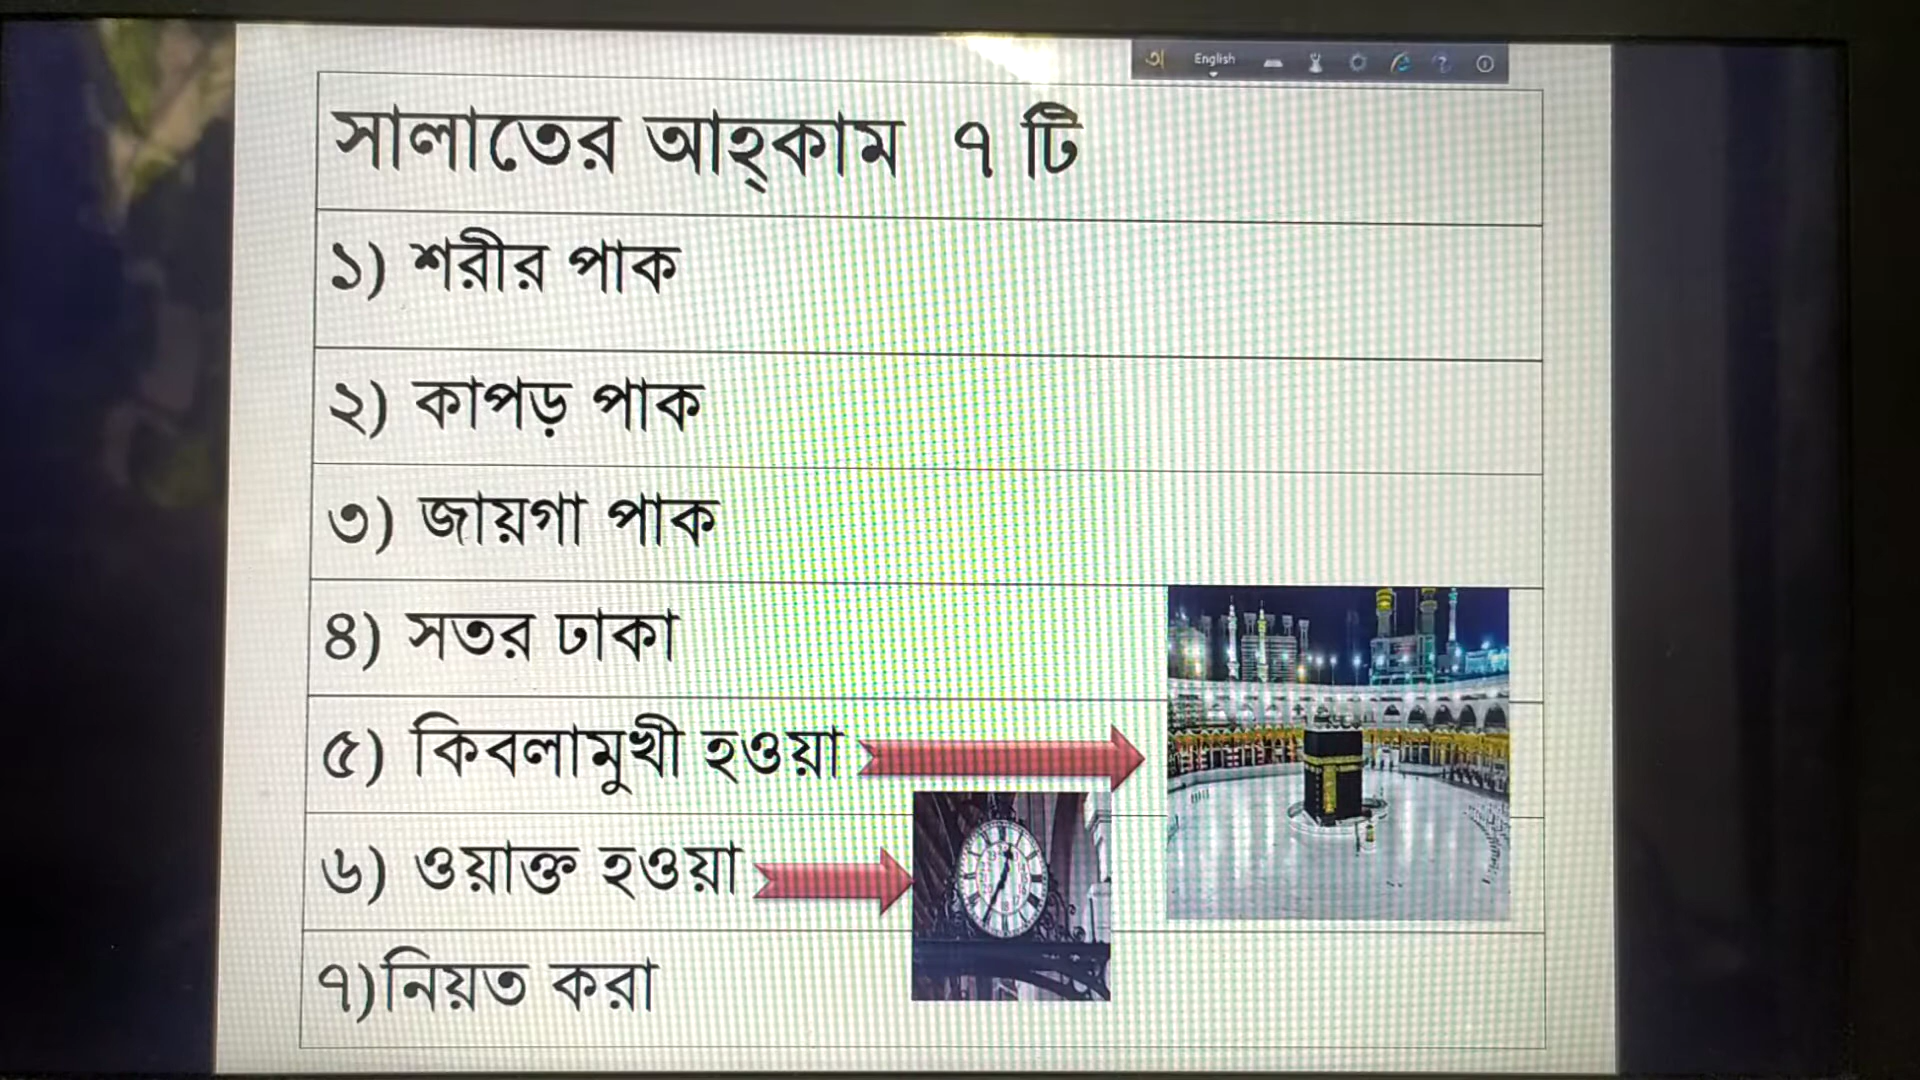 English
সালাতের আহ্কাম ৭ টি
১) শরীর পাক
২) কাপড় পাক
৩) জায়গা পাক
৪) সতর ঢাকা
৫) কিবলামুখী হওয়া
৬) ওয়াক্ত হওয়া
৭)নিয়ত করা